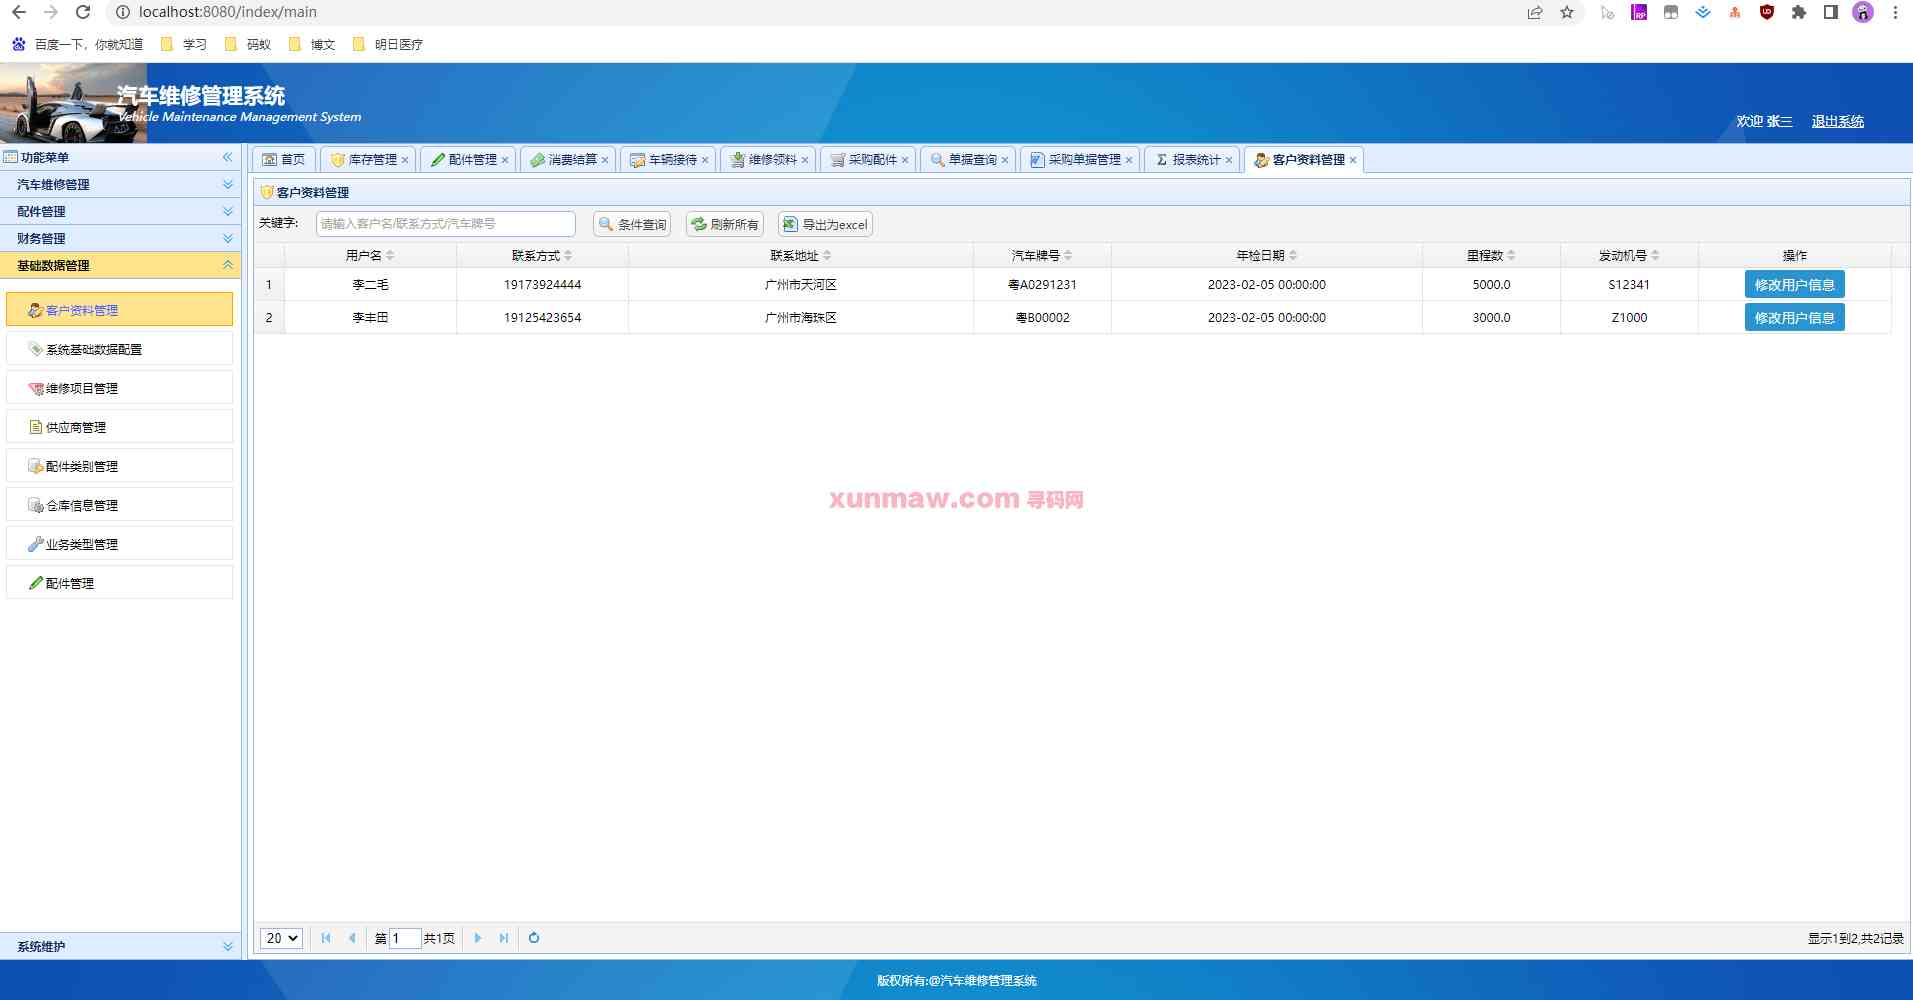 localhost:8080/index/main
百度一下，你就知道 学习 码蚁 博文 明日医疗
汽车维修管理系统
Vehicle Maintenance Management System
欢迎 张三 退出系统
功能菜单
汽车维修管理
配件管理
财务管理
基础数据管理
客户资料管理
系统基础数据配置
维修项目管理
供应商管理
配件类别管理
仓库信息管理
业务类型管理
配件管理
系统维护
首页 库存管理 配件管理 消费结算 车辆接待 维修领料 采购配件 单据查询 采购单据管理 报表统计 客户资料管理
客户资料管理
关键字: 请输入客户名/联系方式/汽车牌号 条件查询 刷新所有 导出为excel
用户名 联系方式 联系地址 汽车牌号 年检日期 里程数 发动机号 操作
1 李二毛 19173924444 广州市天河区 粤A0291231 2023-02-05 00:00:00 5000.0 S12341 修改用户信息
2 李丰田 19125423654 广州市海珠区 粤B00002 2023-02-05 00:00:00 3000.0 Z1000 修改用户信息
xunmaw.com 寻码网
20 第 1 共1页 显示1到2,共2记录
版权所有:@汽车维修管理系统